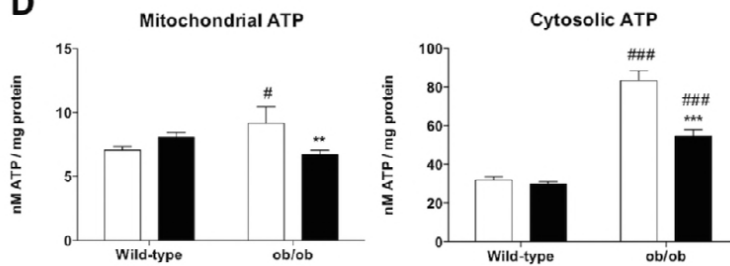 D
Mitochondrial ATP
nM ATP / mg protein
15
10
5
0
#
**
Wild-type
ob/ob
Cytosolic ATP
nM ATP / mg protein
100
80
60
40
20
0
###
###
***
Wild-type
ob/ob